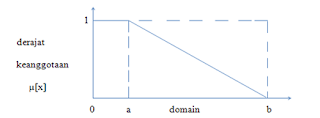 1
derajat
keanggotaan
μ[x]
0 a domain b